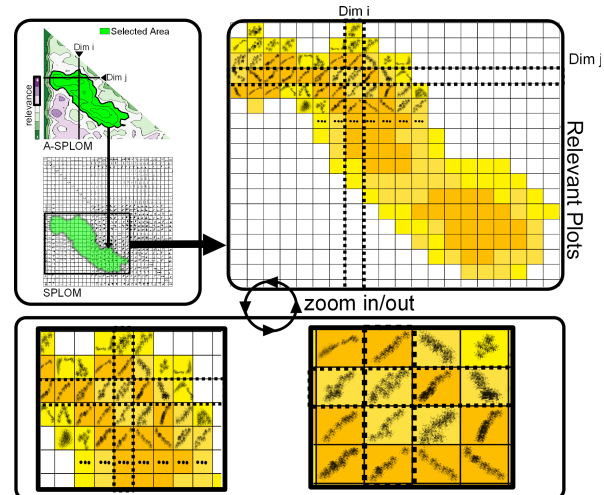 Selected Area
Dim i
Dim j
relevance
A-SPLOM
SPLOM
Dim i
Dim j
Relevant Plots
zoom in/out